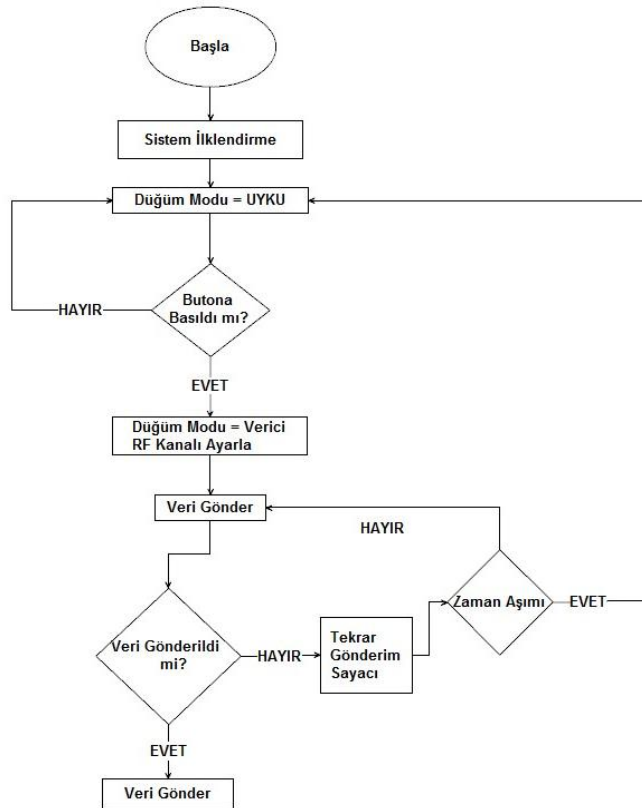 Başla
Sistem İlklendirme
Düğüm Modu = UYKU
Butona
Basıldı mı?
HAYIR
EVET
Düğüm Modu = Verici
RF Kanalı Ayarla
Veri Gönder
HAYIR
Zaman Aşımı
EVET
Tekrar
Gönderim
Sayacı
Veri Gönderildi
mi?
HAYIR
EVET
Veri Gönder